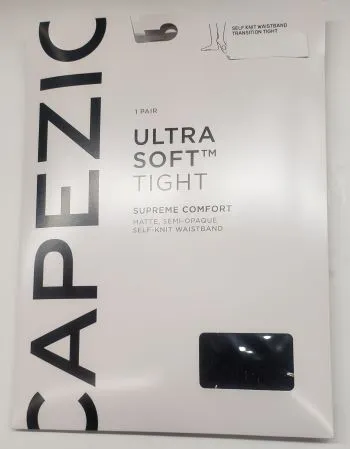 CAPEZIO
SELF KNIT WAISTBAND
TRANSITION TIGHT
1 PAIR
ULTRA
SOFT™
TIGHT
SUPREME COMFORT
MATTE, SEMI-OPAQUE
SELF-KNIT WAISTBAND